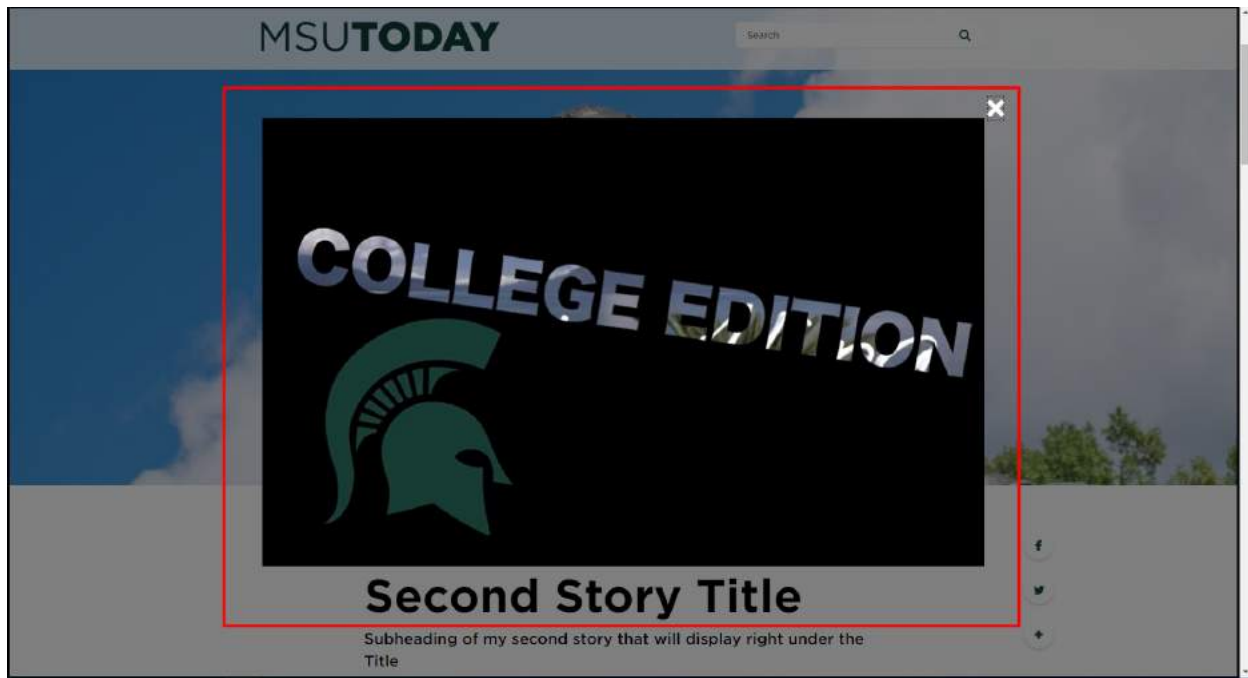 MSUTODAY
Search
COLLEGE EDITION
Second Story Title
Subheading of my second story that will display right under the
Title